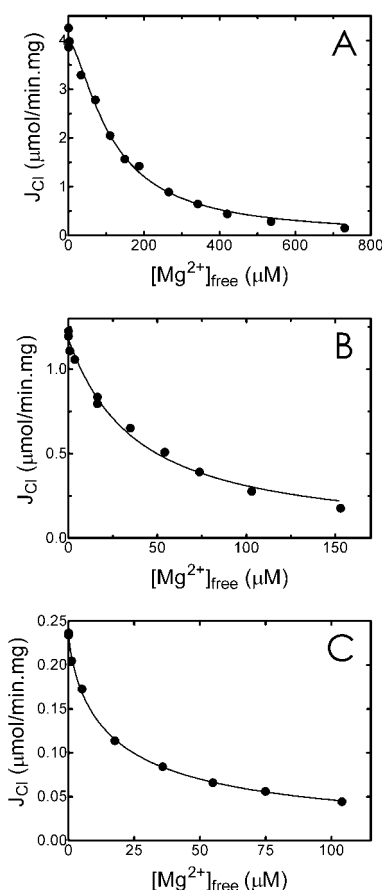 A
4
3
2
1
0
J_Cl (μmol/min.mg)
0 200 400 600 800
[Mg²⁺]free (μM)
B
1.0
0.5
0.0
J_Cl (μmol/min.mg)
0 50 100 150
[Mg²⁺]free (μM)
C
0.25
0.20
0.15
0.10
0.05
0.00
J_Cl (μmol/min.mg)
0 25 50 75 100
[Mg²⁺]free (μM)